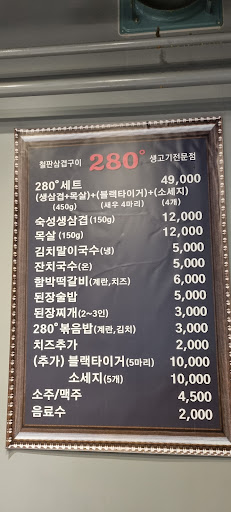 철판삼겹구이 280° 생고기전문점
280°세트 49,000
(생삼겹+목살)+(블랙타이거)+(소세지)
(450g) (새우 4마리) (4개)
숙성생삼겹 (150g) 12,000
목살 (150g) 12,000
김치말이국수(냉) 5,000
잔치국수(온) 5,000
함박떡갈비(계란,치즈) 6,000
된장술밥 5,000
된장찌개(2~3인) 3,000
280°볶음밥(계란,김치) 3,000
치즈추가 2,000
(추가) 블랙타이거(5마리) 10,000
소세지(5개) 10,000
소주/맥주 4,500
음료수 2,000